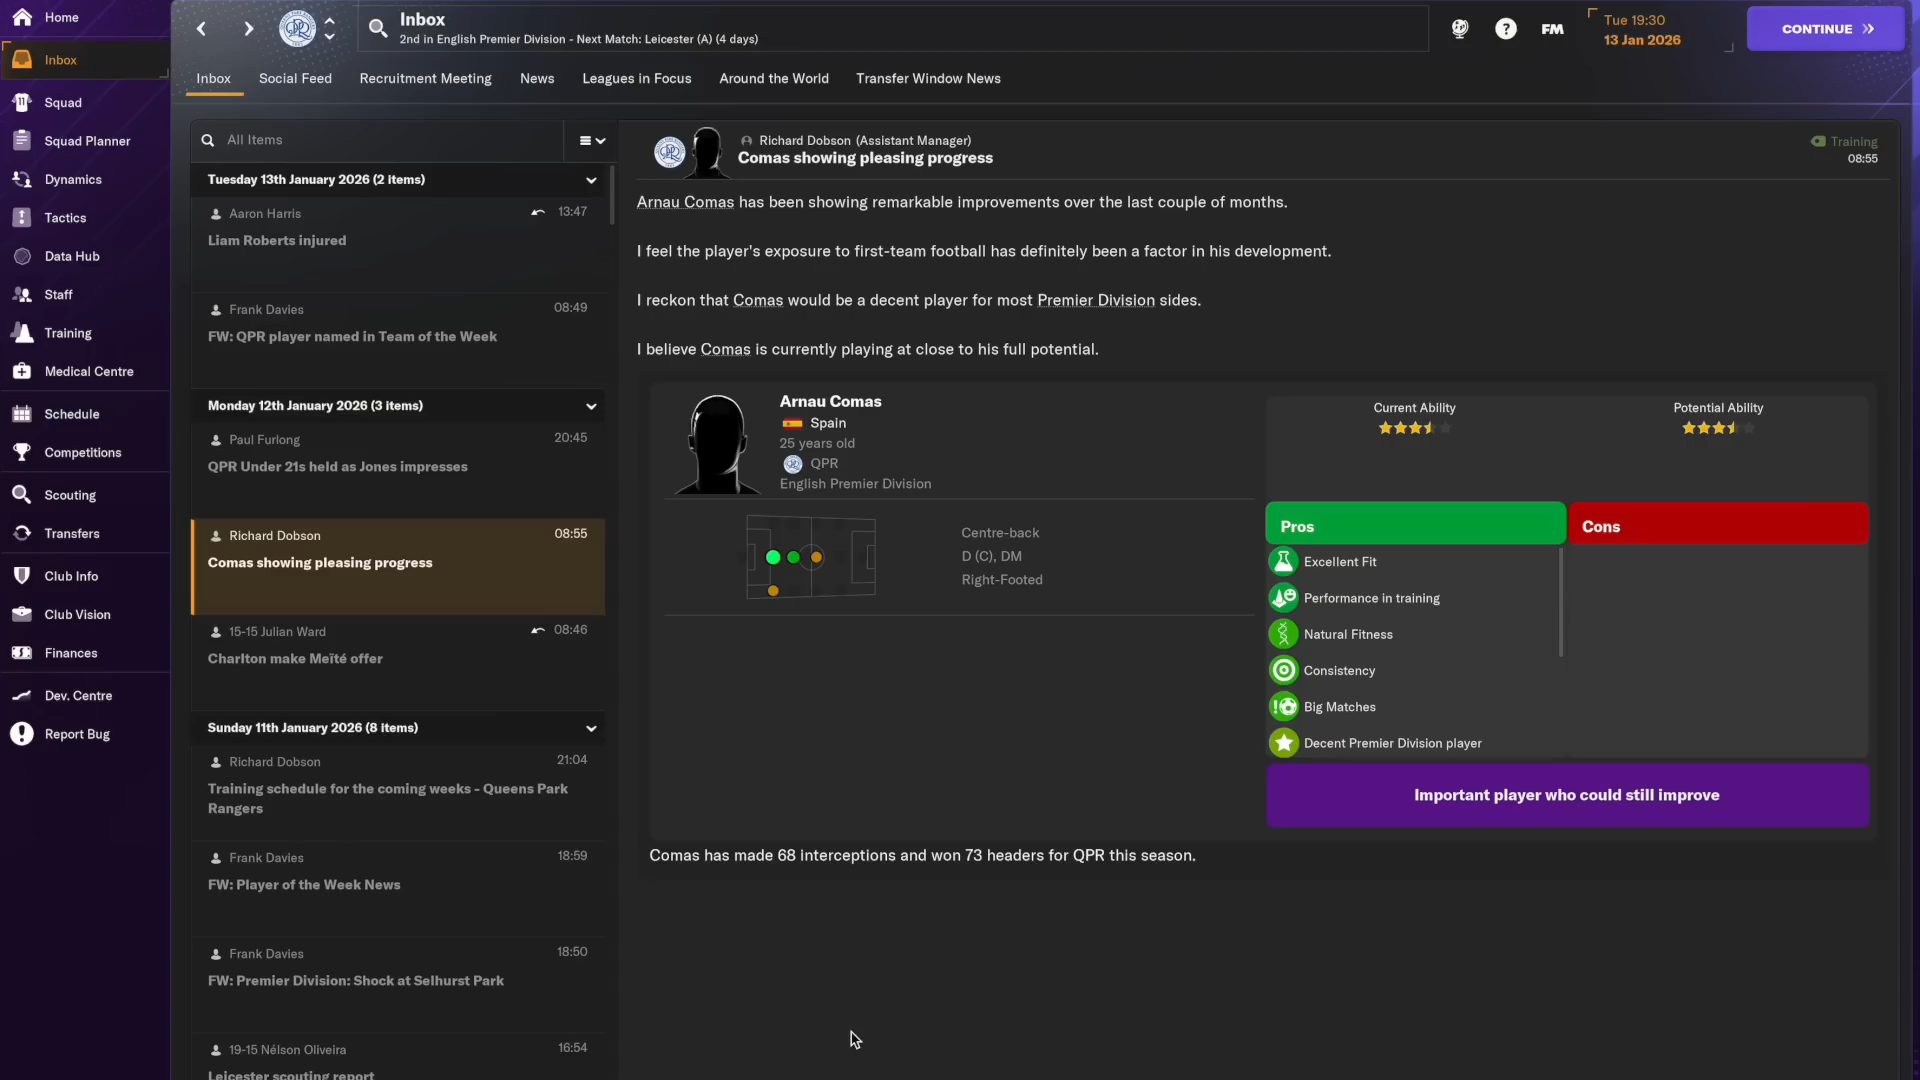 Home
Inbox
Squad
Squad Planner
Dynamics
Tactics
Data Hub
Staff
Training
Medical Centre
Schedule
Competitions
Scouting
Transfers
Club Info
Club Vision
Finances
Dev. Centre
Report Bug
Inbox
2nd in English Premier Division - Next Match: Leicester (A) (4 days)
FM
Tue 19:30
13 Jan 2026
CONTINUE
Inbox
Social Feed
Recruitment Meeting
News
Leagues in Focus
Around the World
Transfer Window News
All Items
Tuesday 13th January 2026 (2 items)
Aaron Harris 13:47
Liam Roberts injured
Frank Davies 08:49
FW: QPR player named in Team of the Week
Monday 12th January 2026 (3 items)
Paul Furlong 20:45
QPR Under 21s held as Jones impresses
Richard Dobson 08:55
Comas showing pleasing progress
15-15 Julian Ward 08:46
Charlton make Meïté offer
Sunday 11th January 2026 (8 items)
Richard Dobson 21:04
Training schedule for the coming weeks - Queens Park
Rangers
Frank Davies 18:59
FW: Player of the Week News
Frank Davies 18:50
FW: Premier Division: Shock at Selhurst Park
19-15 Nélson Oliveira 16:54
Leicester scouting report
Richard Dobson (Assistant Manager)
Comas showing pleasing progress
Training
08:55
Arnau Comas has been showing remarkable improvements over the last couple of months.
I feel the player's exposure to first-team football has definitely been a factor in his development.
I reckon that Comas would be a decent player for most Premier Division sides.
I believe Comas is currently playing at close to his full potential.
Arnau Comas
Spain
25 years old
QPR
English Premier Division
Centre-back
D (C), DM
Right-Footed
Current Ability
Potential Ability
Pros
Cons
Excellent Fit
Performance in training
Natural Fitness
Consistency
Big Matches
Decent Premier Division player
Important player who could still improve
Comas has made 68 interceptions and won 73 headers for QPR this season.